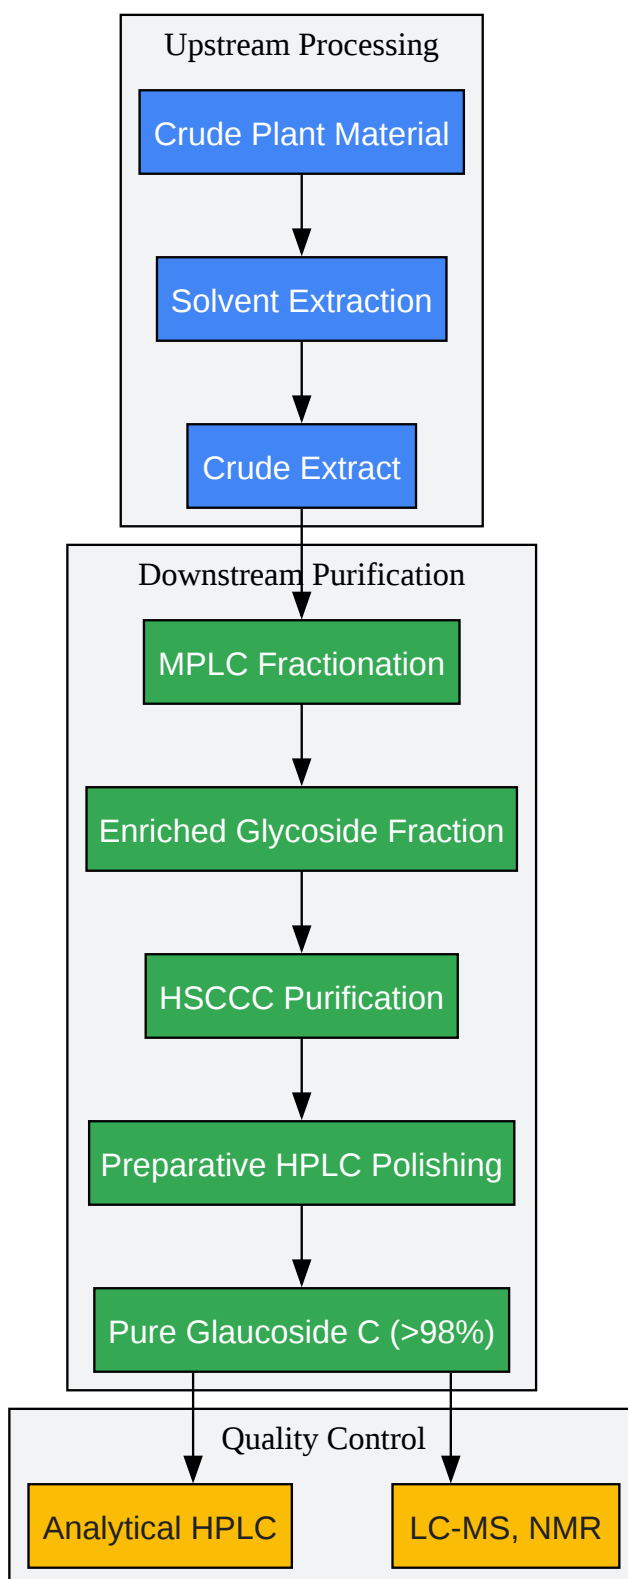 Upstream Processing
Crude Plant Material
Solvent Extraction
Crude Extract
Downstream Purification
MPLC Fractionation
Enriched Glycoside Fraction
HSCCC Purification
Preparative HPLC Polishing
Pure Glaucoside C (>98%)
Quality Control
Analytical HPLC
LC-MS, NMR